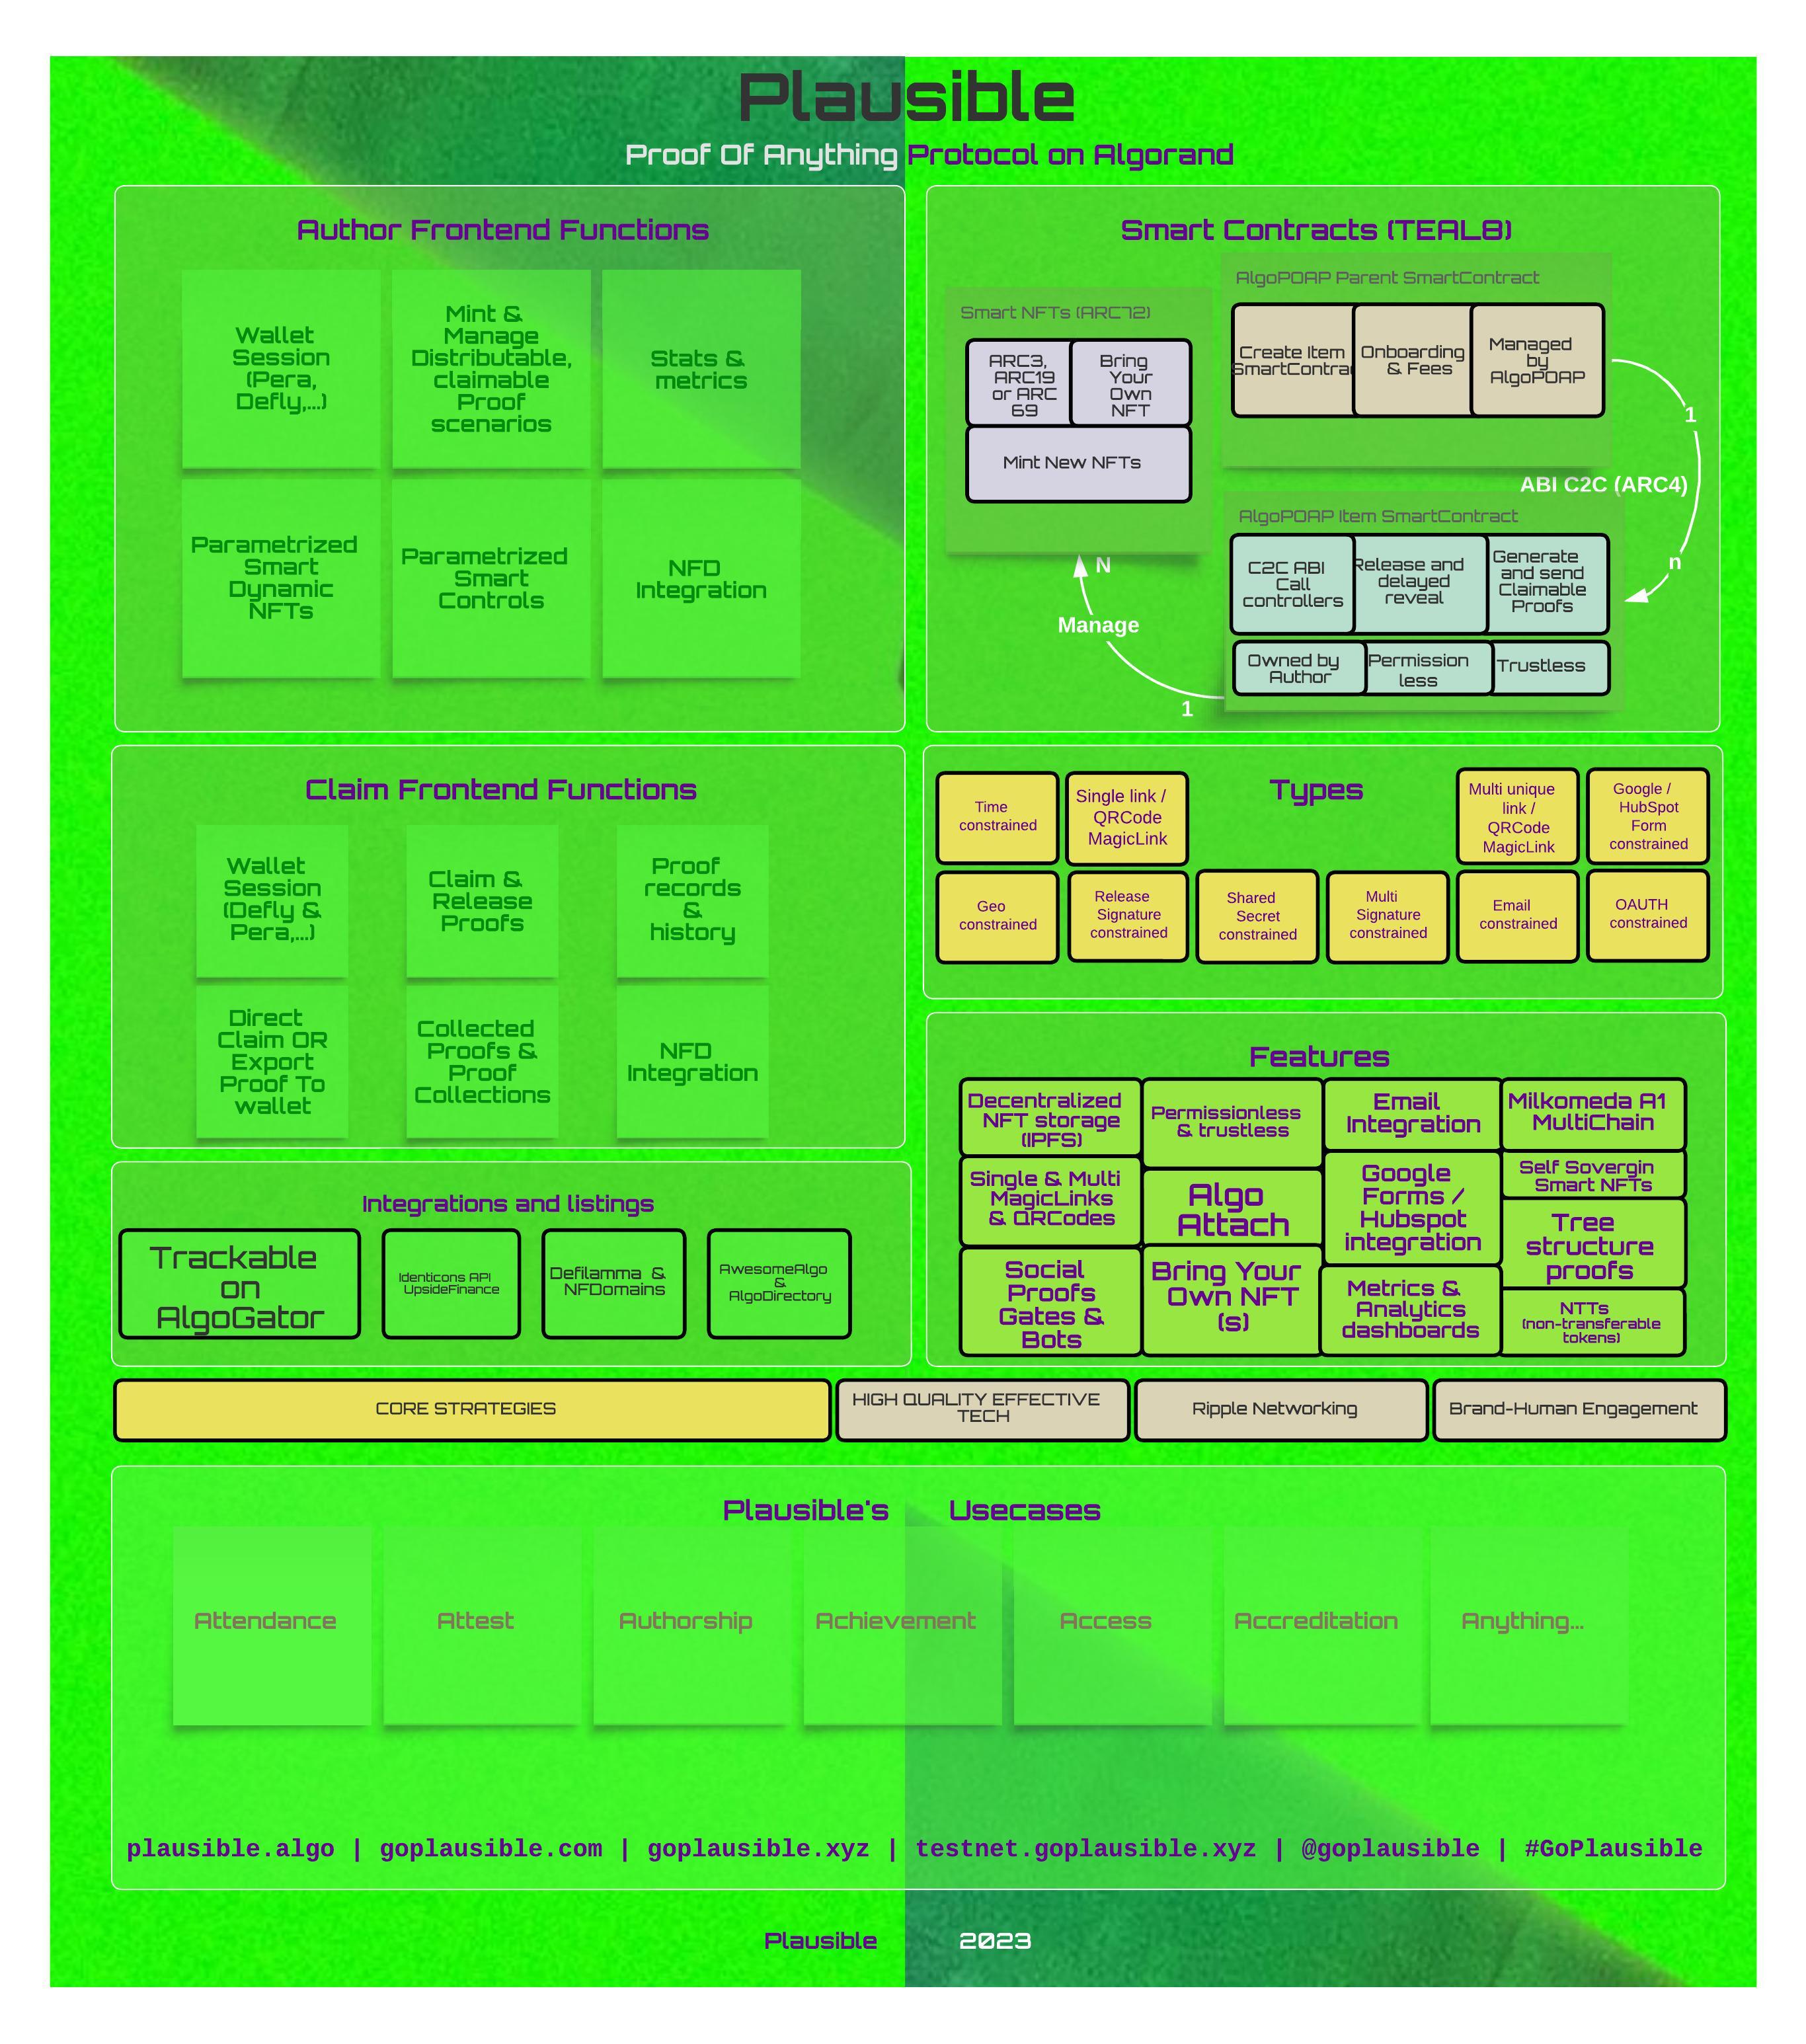 Plausible
Proof Of Anything Protocol on Algorand
Author Frontend Functions
Wallet
Session
(Pera,
Defly,...)
Mint &
Manage
Distributable,
claimable
Proof
scenarios
Stats &
metrics
Parametrized
Smart
Dynamic
NFTs
Parametrized
Smart
Controls
NFD
Integration
Smart Contracts (TEAL8)
Smart NFTs (ARC72)
ARC3,
ARC19
or ARC
69
Bring
Your
Own
NFT
Mint New NFTs
AlgoPOAP Parent SmartContract
Create Item
SmartContrac
Onboarding
& Fees
Managed
by
AlgoPOAP
1
ABI C2C (ARC4)
n
AlgoPOAP Item SmartContract
C2C ABI
Call
controllers
Release and
delayed
reveal
Generate
and send
Claimable
Proofs
Owned by
Author
Permission
less
Trustless
N
Manage
1
Claim Frontend Functions
Wallet
Session
(Defly &
Pera,...)
Claim &
Release
Proofs
Proof
records
&
history
Direct
Claim OR
Export
Proof To
wallet
Collected
Proofs &
Proof
Collections
NFD
Integration
Types
Time
constrained
Single link /
QRCode
MagicLink
Multi unique
link /
QRCode
MagicLink
Google /
HubSpot
Form
constrained
Geo
constrained
Release
Signature
constrained
Shared
Secret
constrained
Multi
Signature
constrained
Email
constrained
OAUTH
constrained
Features
Decentralized
NFT storage
(IPFS)
Permissionless
& trustless
Email
Integration
Milkomeda A1
MultiChain
Single & Multi
MagicLinks
& QRCodes
Algo
Attach
Google
Forms /
Hubspot
integration
Self Sovergin
Smart NFTs
Tree
structure
proofs
Social
Proofs
Gates &
Bots
Bring Your
Own NFT
(s)
Metrics &
Analytics
dashboards
NTTs
(non-transferable
tokens)
Integrations and listings
Trackable
on
AlgoGator
Identicons API
UpsideFinance
Defilamma &
NFDomains
AwesomeAlgo
&
AlgoDirectory
CORE STRATEGIES
HIGH QUALITY EFFECTIVE
TECH
Ripple Networking
Brand-Human Engagement
Plausible's Usecases
Attendance
Attest
Authorship
Achievement
Access
Accreditation
Anything...
plausible.algo | goplausible.com | goplausible.xyz | testnet.goplausible.xyz | @goplausible | #GoPlausible
Plausible 2023